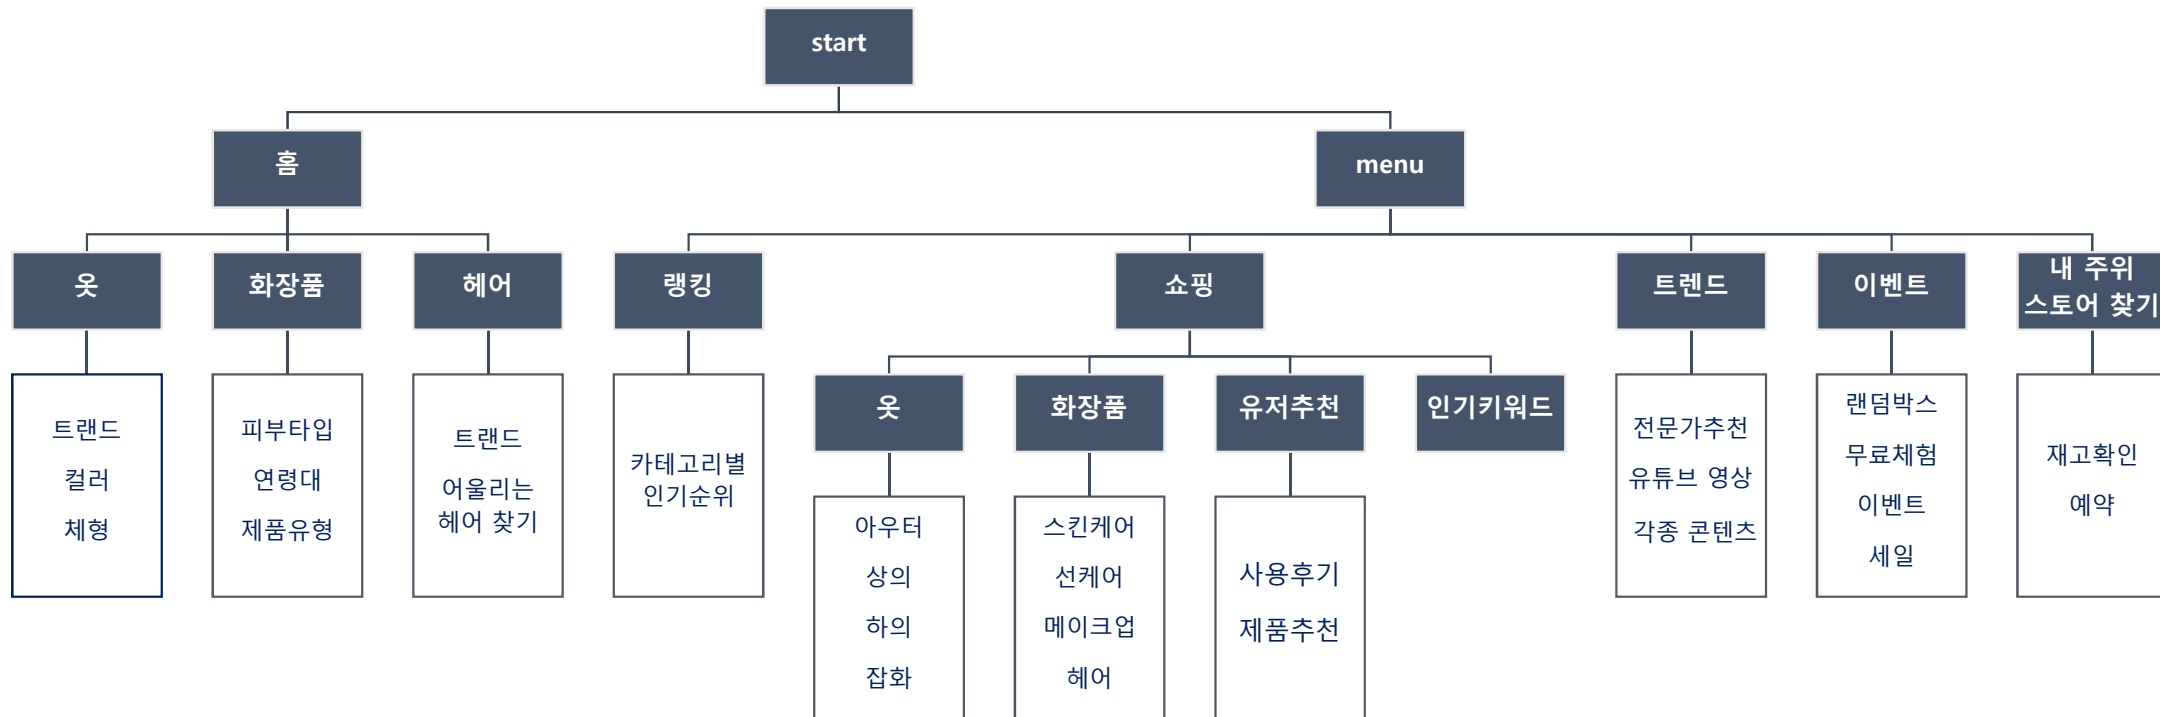 start
홈
menu
옷
화장품
헤어
랭킹
쇼핑
트렌드
이벤트
내 주위
스토어 찾기
트랜드
컬러
체형
피부타입
연령대
제품유형
트랜드
어울리는
헤어 찾기
카테고리별
인기순위
옷
화장품
유저추천
인기키워드
아우터
상의
하의
잡화
스킨케어
선케어
메이크업
헤어
사용후기
제품추천
전문가추천
유튜브 영상
각종 콘텐츠
랜덤박스
무료체험
이벤트
세일
재고확인
예약